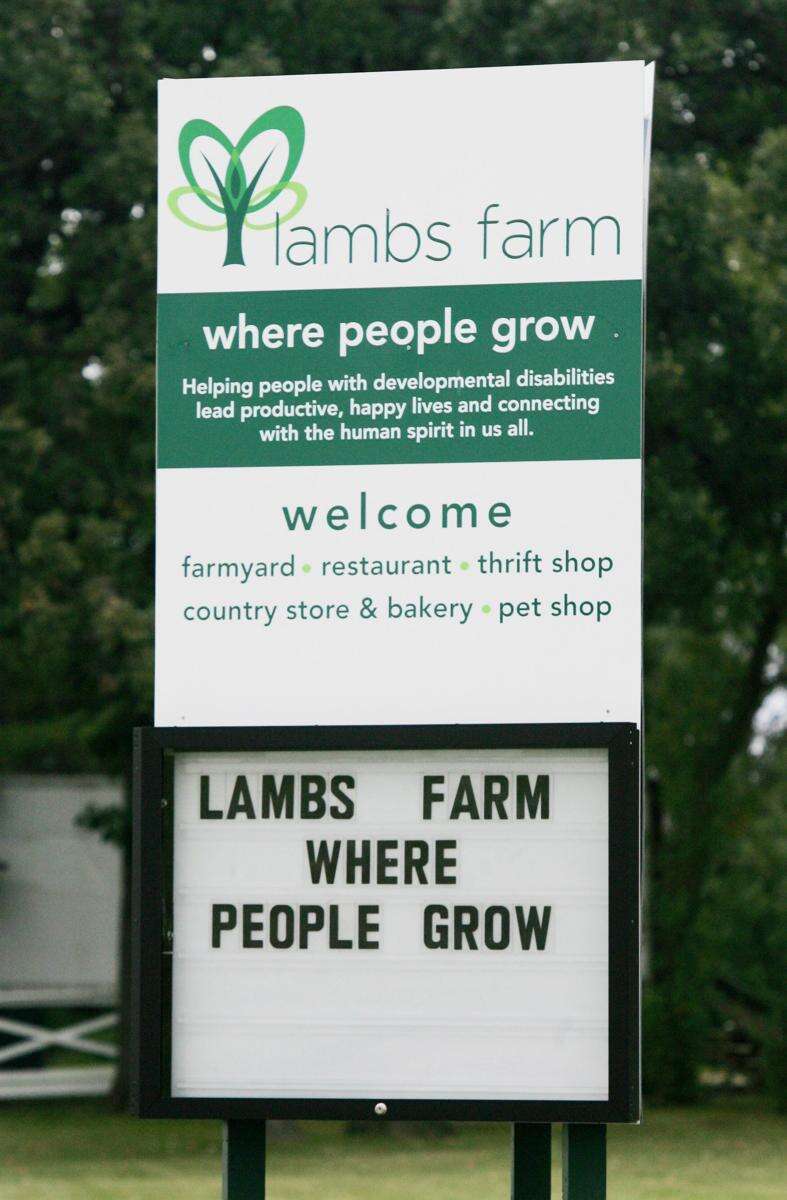 lambs farm
where people grow
Helping people with developmental disabilities
lead productive, happy lives and connecting
with the human spirit in us all.
welcome
farmyard • restaurant • thrift shop
country store & bakery • pet shop
LAMBS FARM
WHERE
PEOPLE GROW